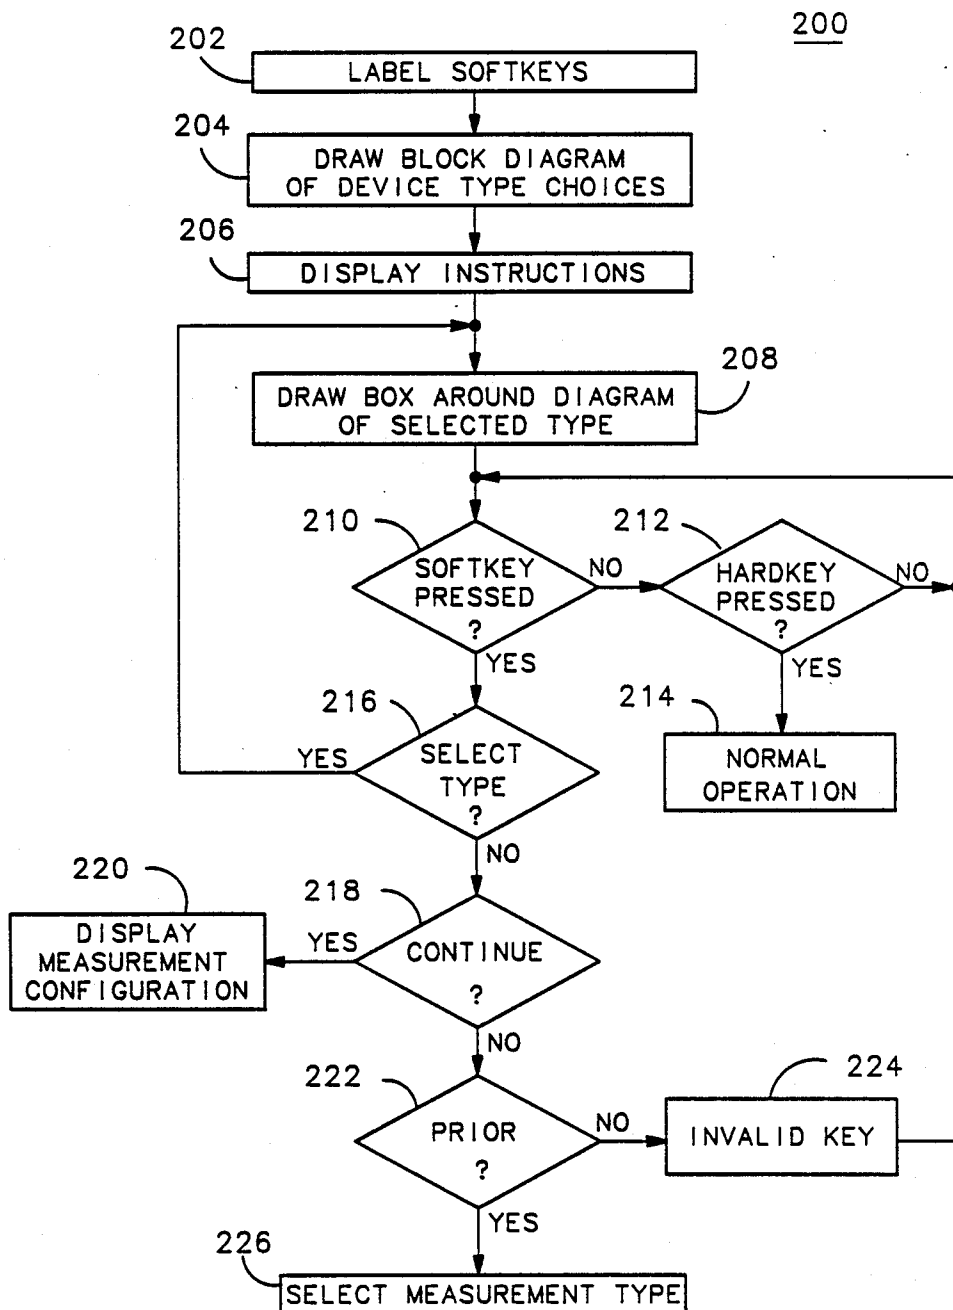 200
202
LABEL SOFTKEYS
204
DRAW BLOCK DIAGRAM
OF DEVICE TYPE CHOICES
206
DISPLAY INSTRUCTIONS
208
DRAW BOX AROUND DIAGRAM
OF SELECTED TYPE
210
SOFTKEY
PRESSED
?
NO
YES
212
HARDKEY
PRESSED
?
NO
YES
214
NORMAL
OPERATION
216
SELECT
TYPE
?
YES
NO
218
CONTINUE
?
YES
NO
220
DISPLAY
MEASUREMENT
CONFIGURATION
222
PRIOR
?
NO
YES
224
INVALID KEY
226
SELECT MEASUREMENT TYPE